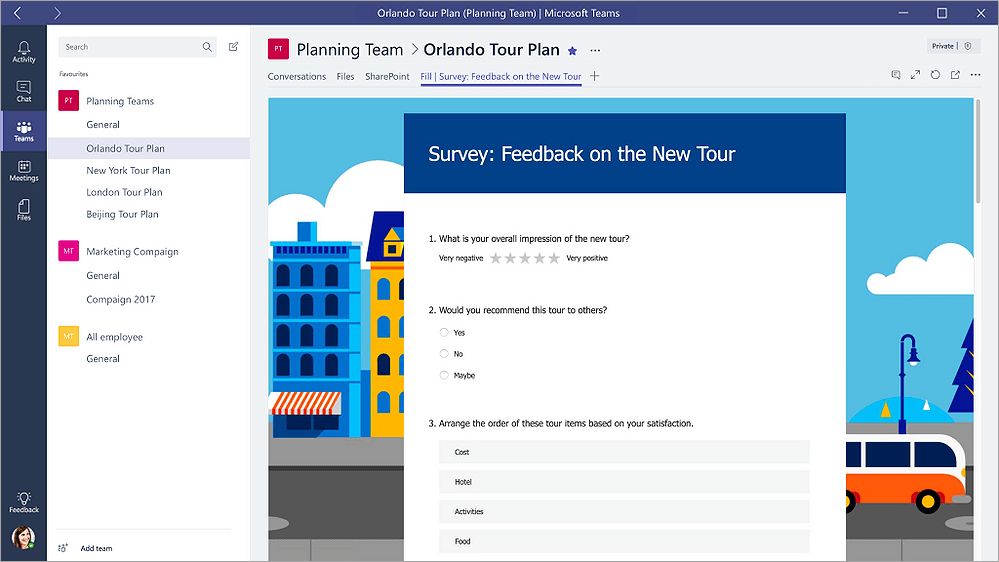 Orlando Tour Plan (Planning Team) | Microsoft Teams
Activity
Chat
Teams
Meetings
Files
Feedback
Search
Favourites
PT Planning Teams
General
Orlando Tour Plan
New York Tour Plan
London Tour Plan
Beijing Tour Plan
MT Marketing Compaign
General
Compaign 2017
MT All employee
General
Add team
PT Planning Team > Orlando Tour Plan
Private
Conversations Files SharePoint Fill | Survey: Feedback on the New Tour
Survey: Feedback on the New Tour
1. What is your overall impression of the new tour?
Very negative Very positive
2. Would you recommend this tour to others?
Yes
No
Maybe
3. Arrange the order of these tour items based on your satisfaction.
Cost
Hotel
Activities
Food